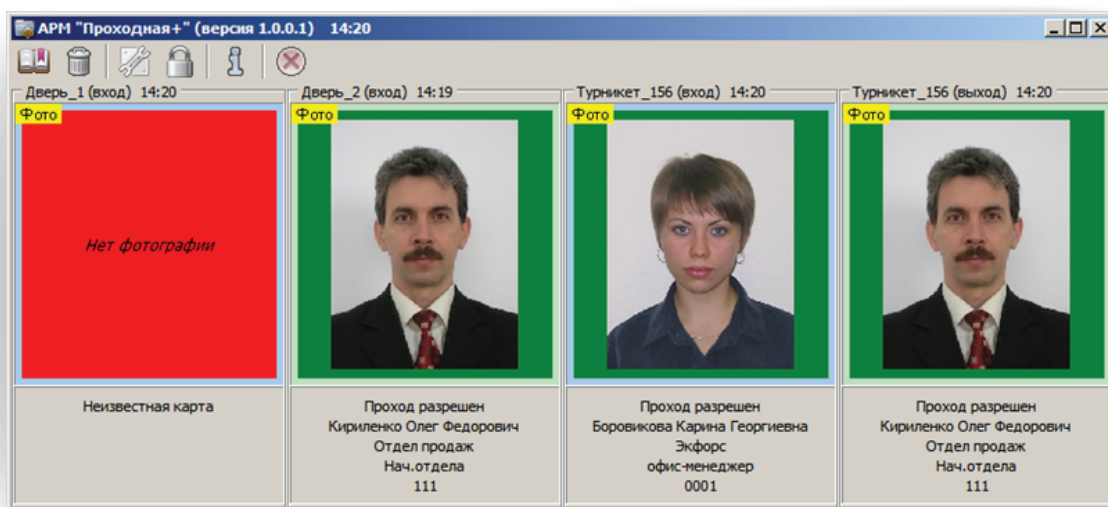 АРМ "Проходная+" (версия 1.0.0.1) 14:20
Дверь_1 (вход) 14:20
Фото
Нет фотографии
Неизвестная карта
Дверь_2 (вход) 14:19
Фото
Проход разрешен
Кириленко Олег Федорович
Отдел продаж
Нач.отдела
111
Турникет_156 (вход) 14:20
Фото
Проход разрешен
Боровикова Карина Георгиевна
Экфорс
офис-менеджер
0001
Турникет_156 (выход) 14:20
Фото
Проход разрешен
Кириленко Олег Федорович
Отдел продаж
Нач.отдела
111